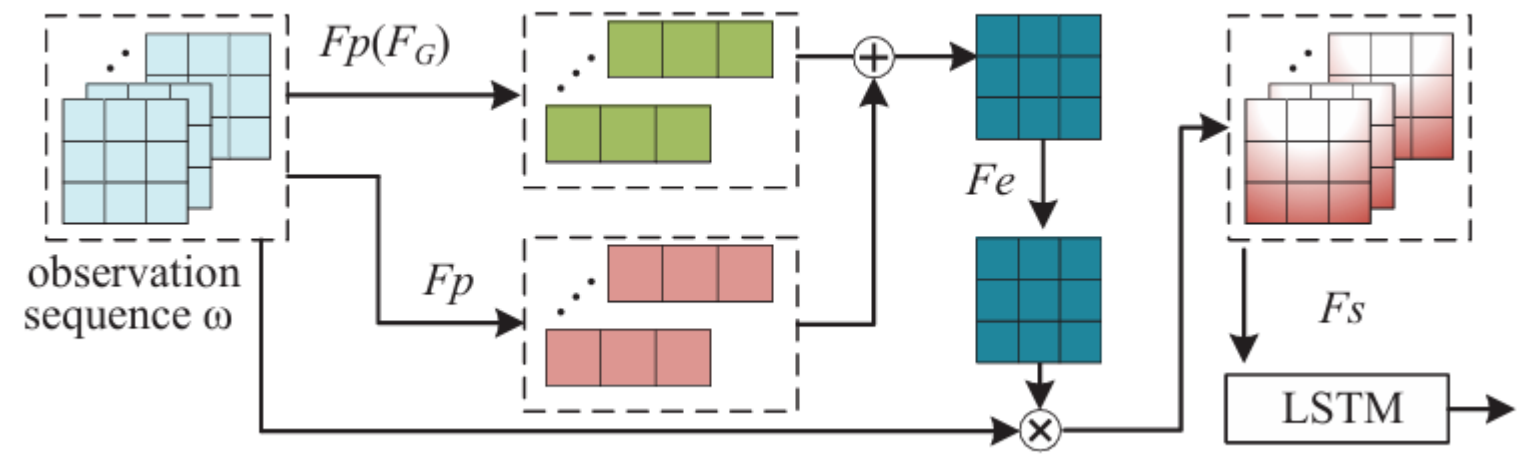 Fp(F_G)
Fe
observation
sequence ω
Fp
Fs
LSTM